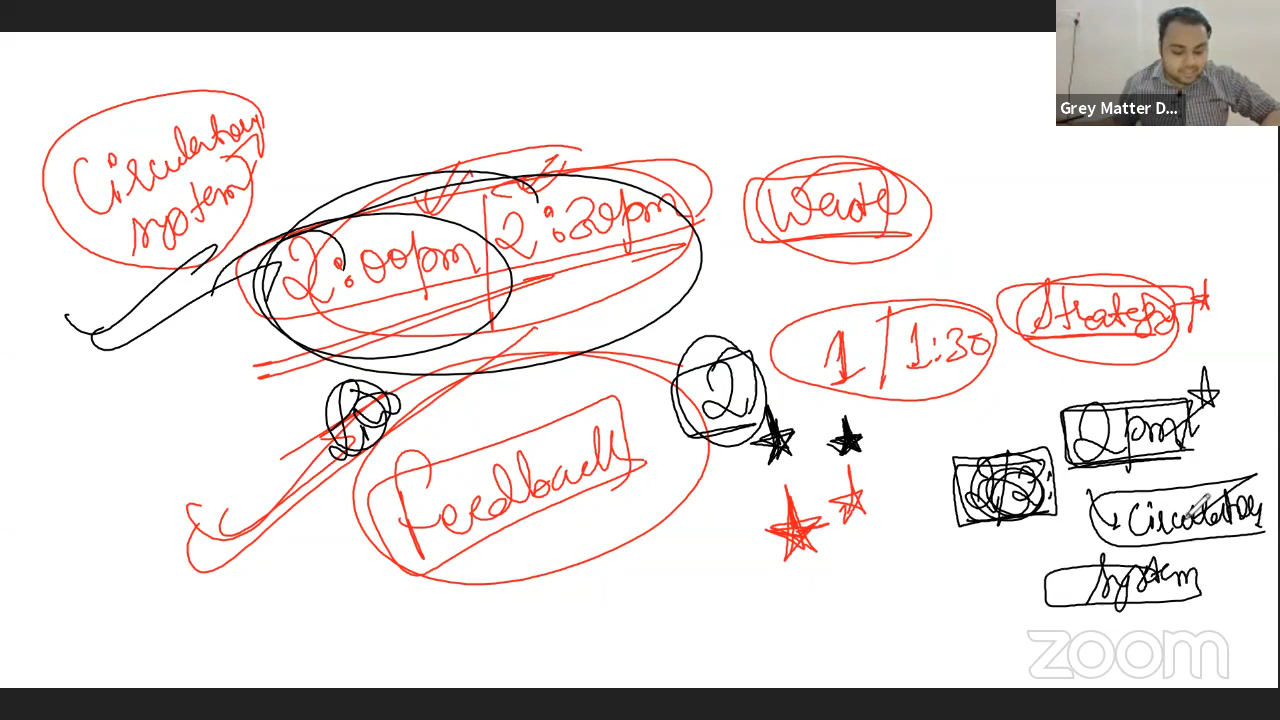 Grey Matter D...
Circulatory
system
2:00pm | 2:30pm
Waste
Strategy
1 | 1:30
2
Feedback
2pm
Circulatory
system
zoom